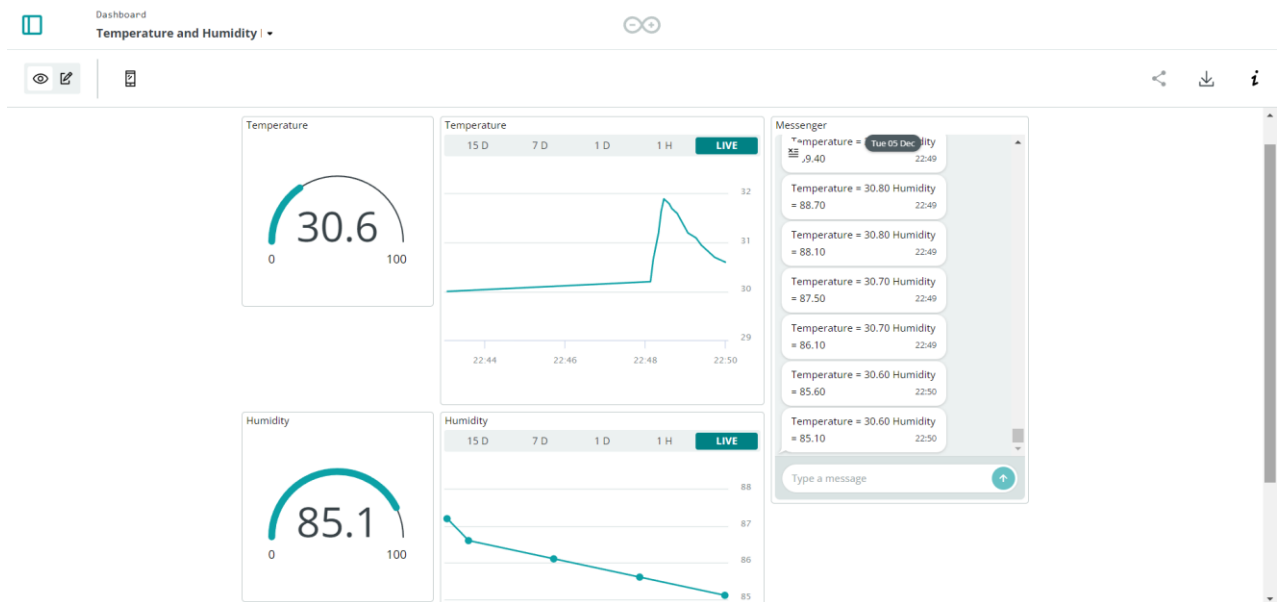 Dashboard
Temperature and Humidity
Temperature
30.6
0 100
Temperature
15 D 7 D 1 D 1 H LIVE
32
31
30
29
22:44 22:46 22:48 22:50
Humidity
85.1
0 100
Humidity
15 D 7 D 1 D 1 H LIVE
88
87
86
85
Messenger
Tue 05 Dec
Temperature =
9.40 22:49
Temperature = 30.80 Humidity
= 88.70 22:49
Temperature = 30.80 Humidity
= 88.10 22:49
Temperature = 30.70 Humidity
= 87.50 22:49
Temperature = 30.70 Humidity
= 86.10 22:49
Temperature = 30.60 Humidity
= 85.60 22:50
Temperature = 30.60 Humidity
= 85.10 22:50
Type a message